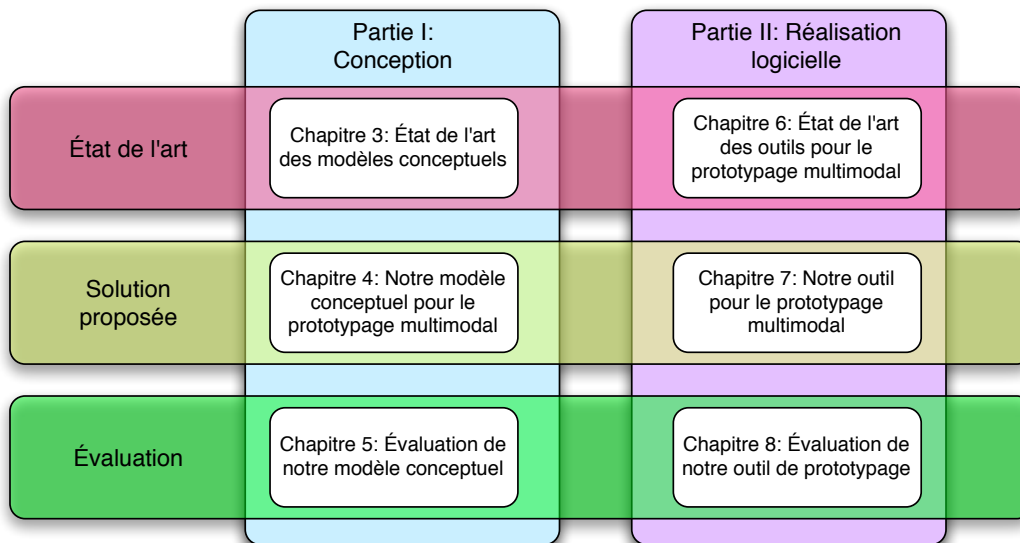 Partie I:
Conception
Partie II: Réalisation
logicielle
État de l'art
Chapitre 3: État de l'art
des modèles conceptuels
Chapitre 6: État de l'art
des outils pour le
prototypage multimodal
Solution
proposée
Chapitre 4: Notre modèle
conceptuel pour le
prototypage multimodal
Chapitre 7: Notre outil
pour le prototypage
multimodal
Évaluation
Chapitre 5: Évaluation de
notre modèle conceptuel
Chapitre 8: Évaluation de
notre outil de prototypage